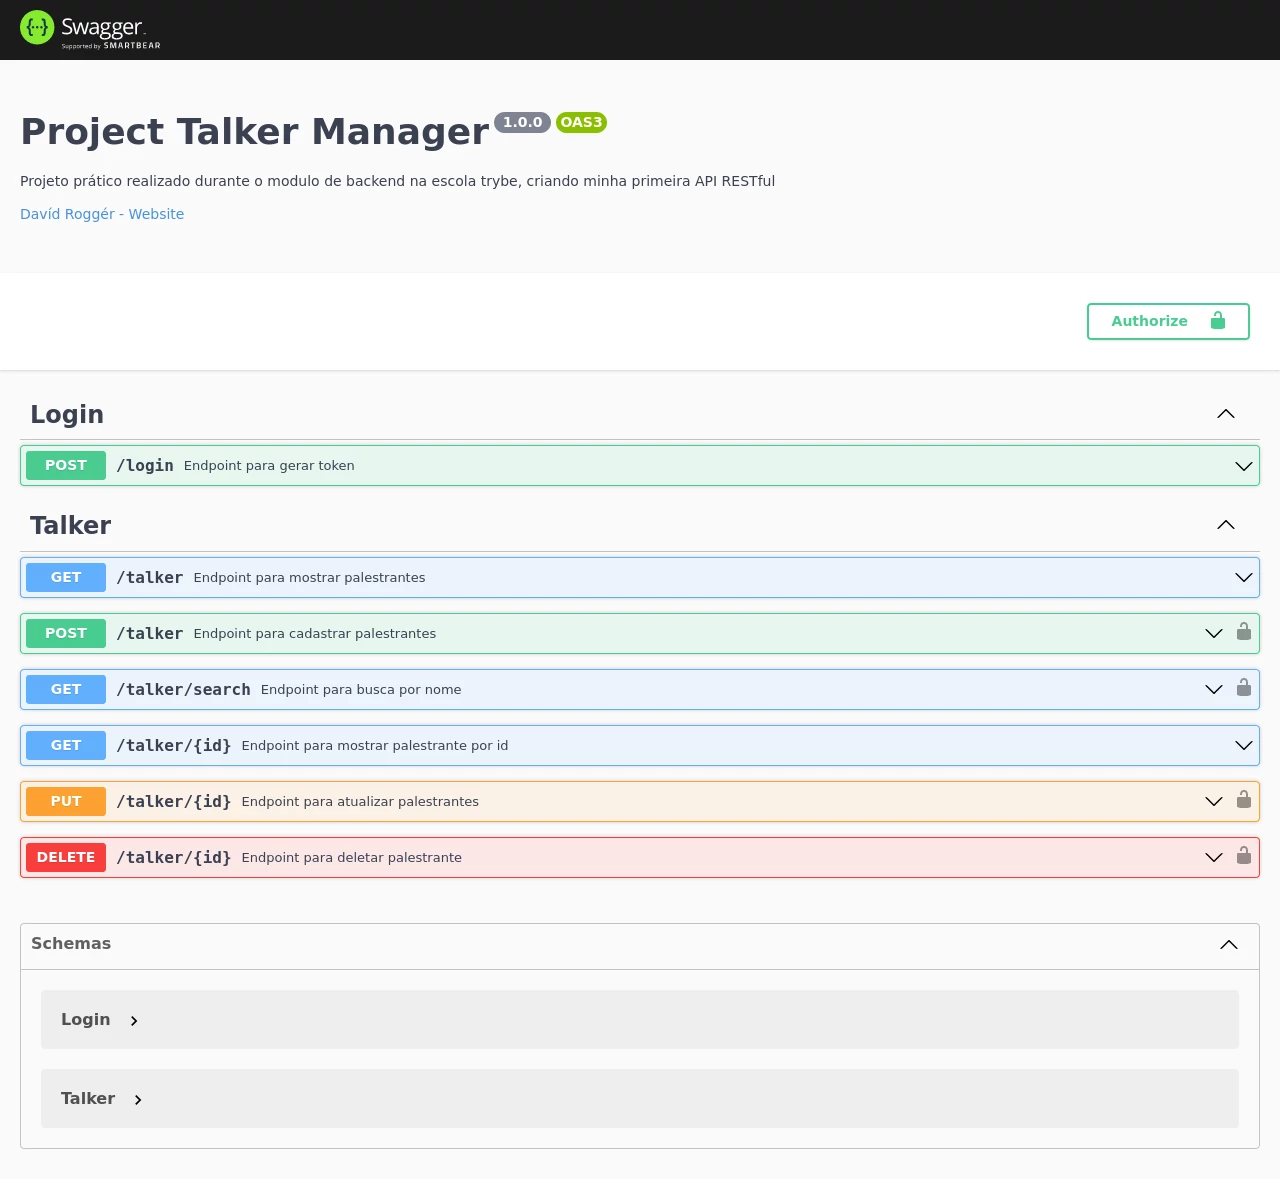 Swagger
Supported by SMARTBEAR
Project Talker Manager 1.0.0 OAS3
Projeto prático realizado durante o modulo de backend na escola trybe, criando minha primeira API RESTful
Davíd Roggér - Website
Authorize
Login
POST /login Endpoint para gerar token
Talker
GET /talker Endpoint para mostrar palestrantes
POST /talker Endpoint para cadastrar palestrantes
GET /talker/search Endpoint para busca por nome
GET /talker/{id} Endpoint para mostrar palestrante por id
PUT /talker/{id} Endpoint para atualizar palestrantes
DELETE /talker/{id} Endpoint para deletar palestrante
Schemas
Login
Talker